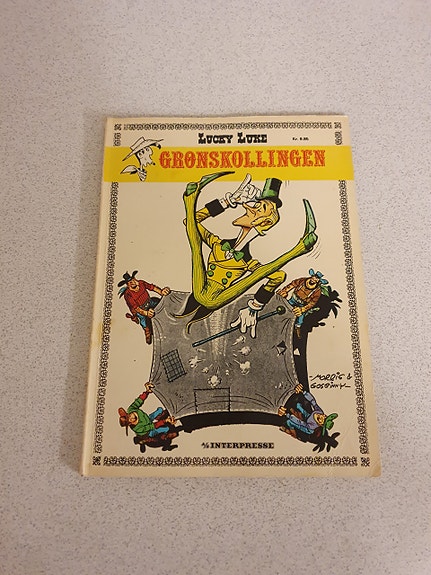 LUCKY LUKE
GRØNSKOLLINGEN
-MORRIS &
GOSCINNY-
A/S INTERPRESSE